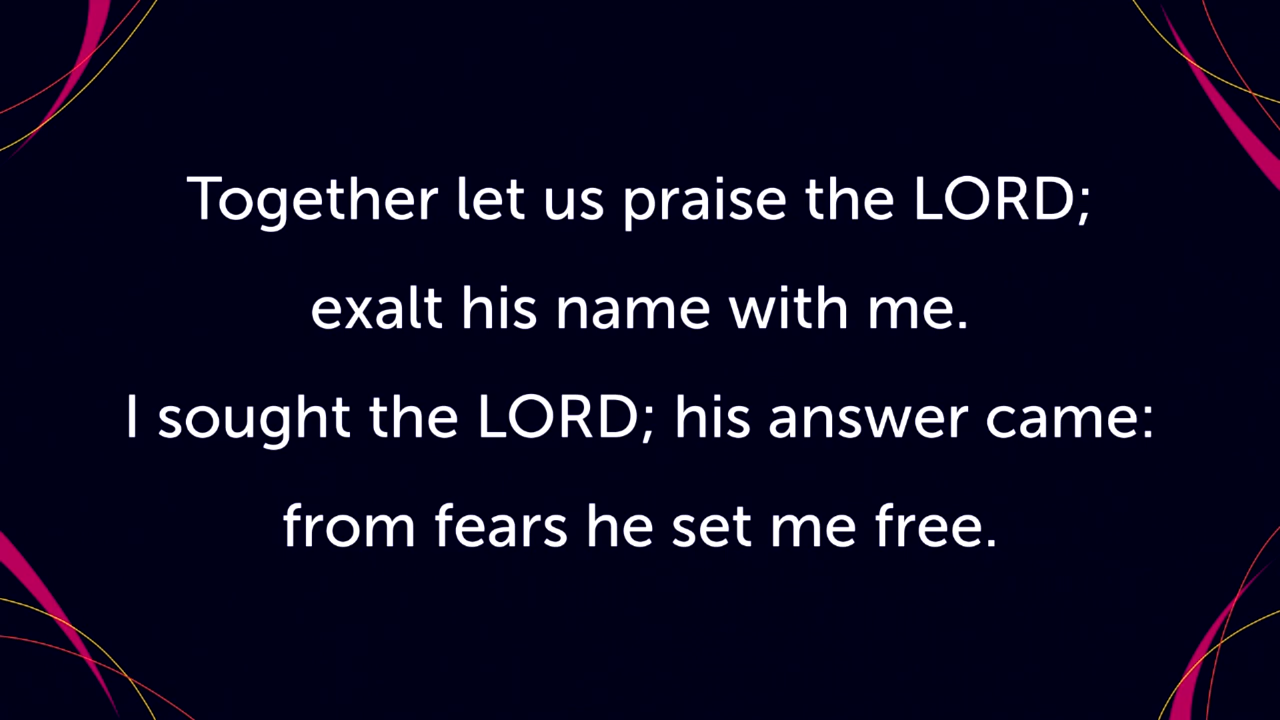 Together let us praise the LORD;
exalt his name with me.
I sought the LORD; his answer came:
from fears he set me free.